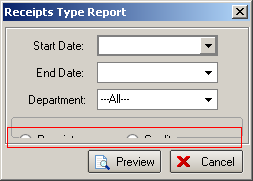 Receipts Type Report
Start Date:
End Date:
Department: ---All---
Preview Cancel